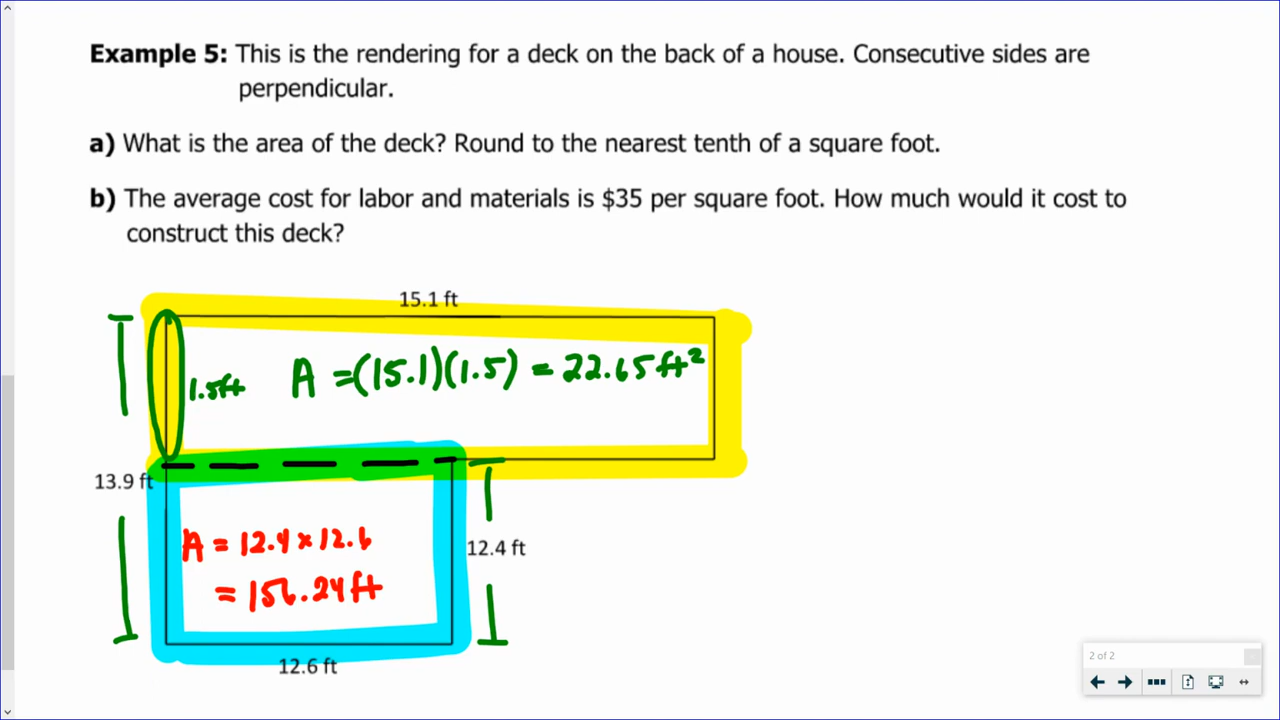 Example 5: This is the rendering for a deck on the back of a house. Consecutive sides are
perpendicular.
a) What is the area of the deck? Round to the nearest tenth of a square foot.
b) The average cost for labor and materials is $35 per square foot. How much would it cost to
construct this deck?
15.1 ft
1.5ft A =(15.1)(1.5) = 22.65ft²
13.9 ft
A = 12.4 x 12.6
12.4 ft
= 156.24ft
12.6 ft
2 of 2